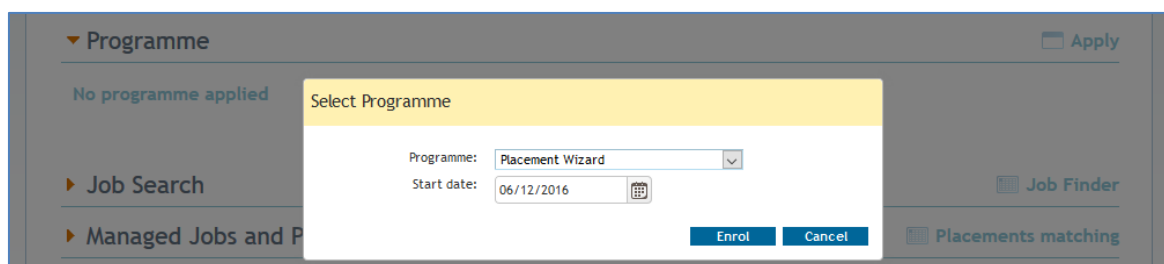 Programme
Apply
No programme applied
Select Programme
Programme: Placement Wizard
Start date: 06/12/2016
Job Search
Job Finder
Enrol Cancel
Managed Jobs and P
Placements matching